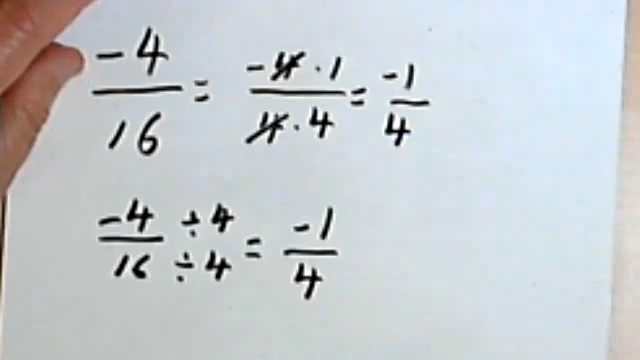 -4/16 = -4·1/4·4 = -1/4
-4/16 ÷4/÷4 = -1/4